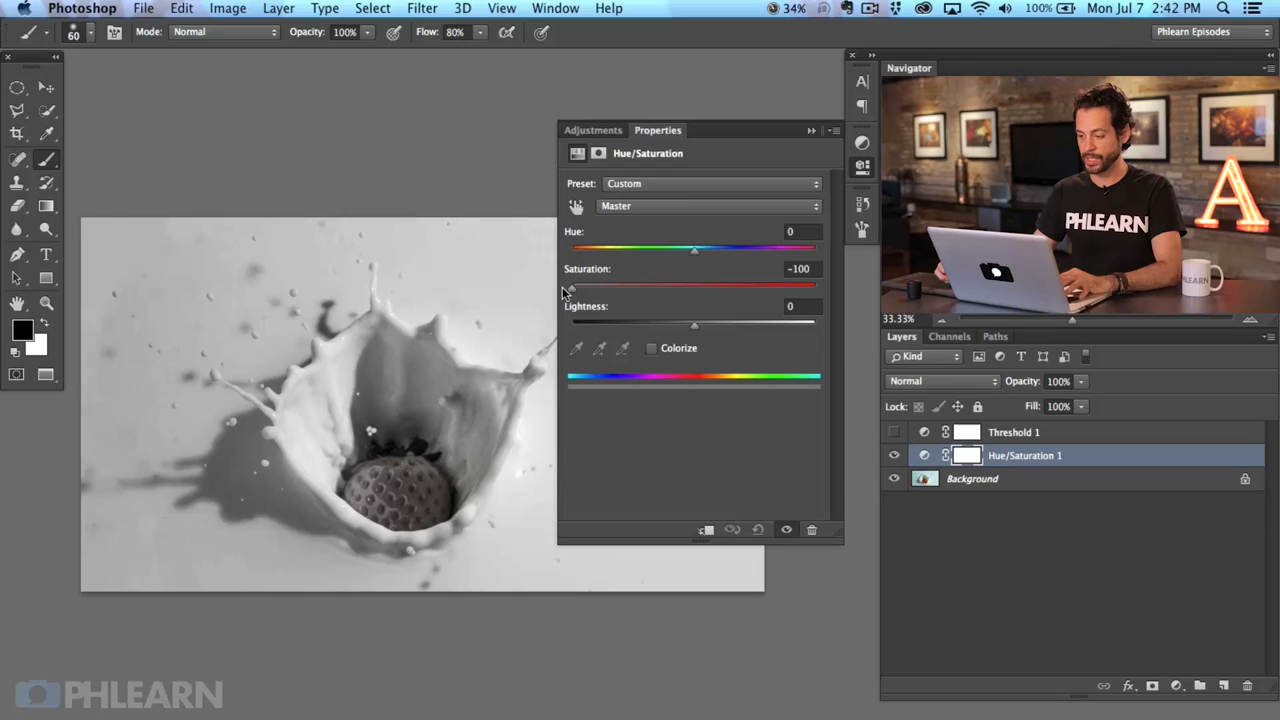 Photoshop File Edit Image Layer Type Select Filter 3D View Window Help 34% 100% Mon Jul 7 2:42 PM
60 Mode: Normal Opacity: 100% Flow: 80% Phlearn Episodes
Navigator
Adjustments Properties
Hue/Saturation
Preset: Custom
Master
Hue: 0
Saturation: -100
Lightness: 0
Colorize
PHLEARN
PHLEARN
A
33.33%
Layers Channels Paths
Kind
Normal Opacity: 100%
Lock: Fill: 100%
Threshold 1
Hue/Saturation 1
Background
fx
PHLEARN